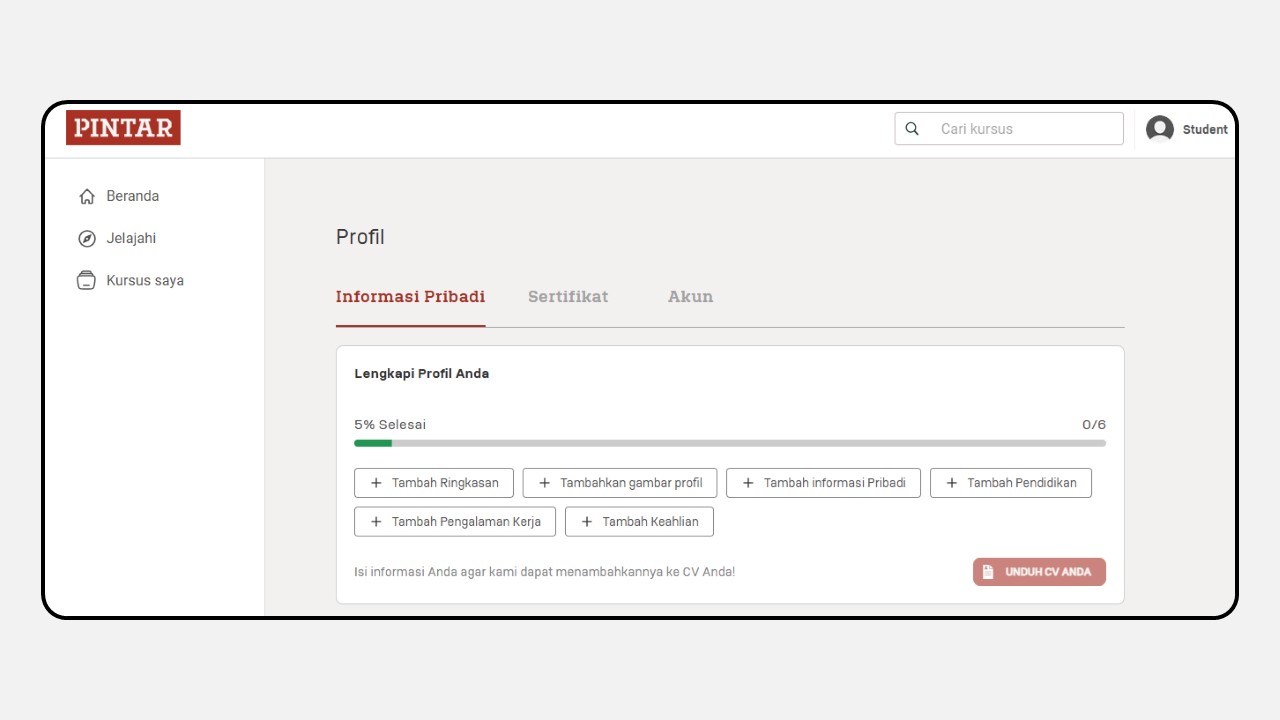 PINTAR
Cari kursus
Student
Beranda
Jelajahi
Kursus saya
Profil
Informasi Pribadi Sertifikat Akun
Lengkapi Profil Anda
5% Selesai 0/6
+ Tambah Ringkasan + Tambahkan gambar profil + Tambah informasi Pribadi + Tambah Pendidikan
+ Tambah Pengalaman Kerja + Tambah Keahlian
Isi informasi Anda agar kami dapat menambahkannya ke CV Anda! UNDUH CV ANDA